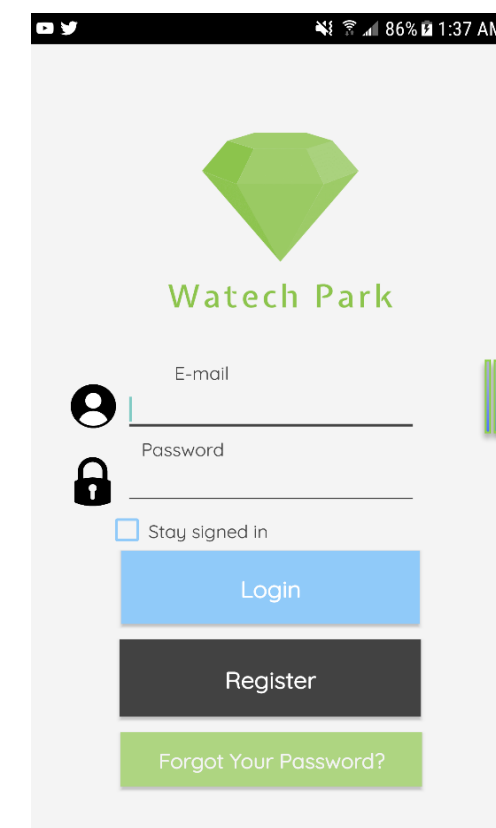 86% 1:37 AM
Watech Park
E-mail
Password
Stay signed in
Login
Register
Forgot Your Password?